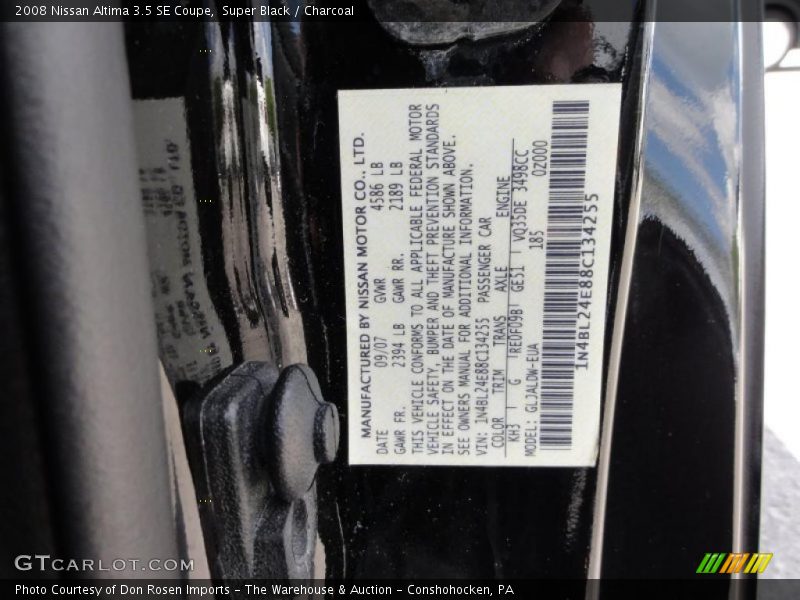 2008 Nissan Altima 3.5 SE Coupe, Super Black / Charcoal
MANUFACTURED BY NISSAN MOTOR CO., LTD.
DATE 09/07 GVWR 4586 LB
GAWR FR. 2394 LB GAWR RR. 2189 LB
THIS VEHICLE CONFORMS TO ALL APPLICABLE FEDERAL MOTOR
VEHICLE SAFETY, BUMPER AND THEFT PREVENTION STANDARDS
IN EFFECT ON THE DATE OF MANUFACTURE SHOWN ABOVE.
SEE OWNERS MANUAL FOR ADDITIONAL INFORMATION.
VIN: 1N4BL24E88C134255 PASSENGER CAR
COLOR TRIM TRANS AXLE ENGINE
KH3 G RE0F09B GE51 VQ35DE 3498CC
MODEL: GLJALDW-EUA 185 02000
1N4BL24E88C134255
GTCARLOT.COM
Photo Courtesy of Don Rosen Imports – The Warehouse & Auction – Conshohocken, PA